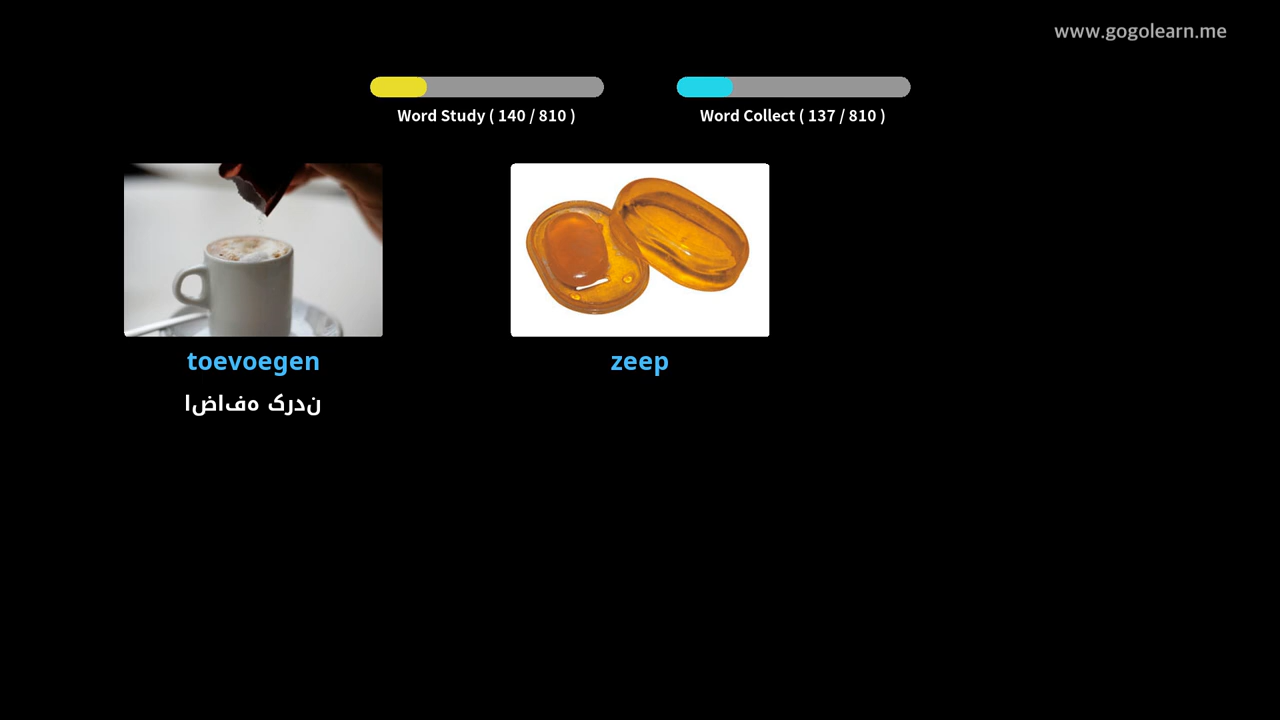 www.gogolearn.me
Word Study ( 140 / 810 )
Word Collect ( 137 / 810 )
toevoegen
اضافه کردن
zeep